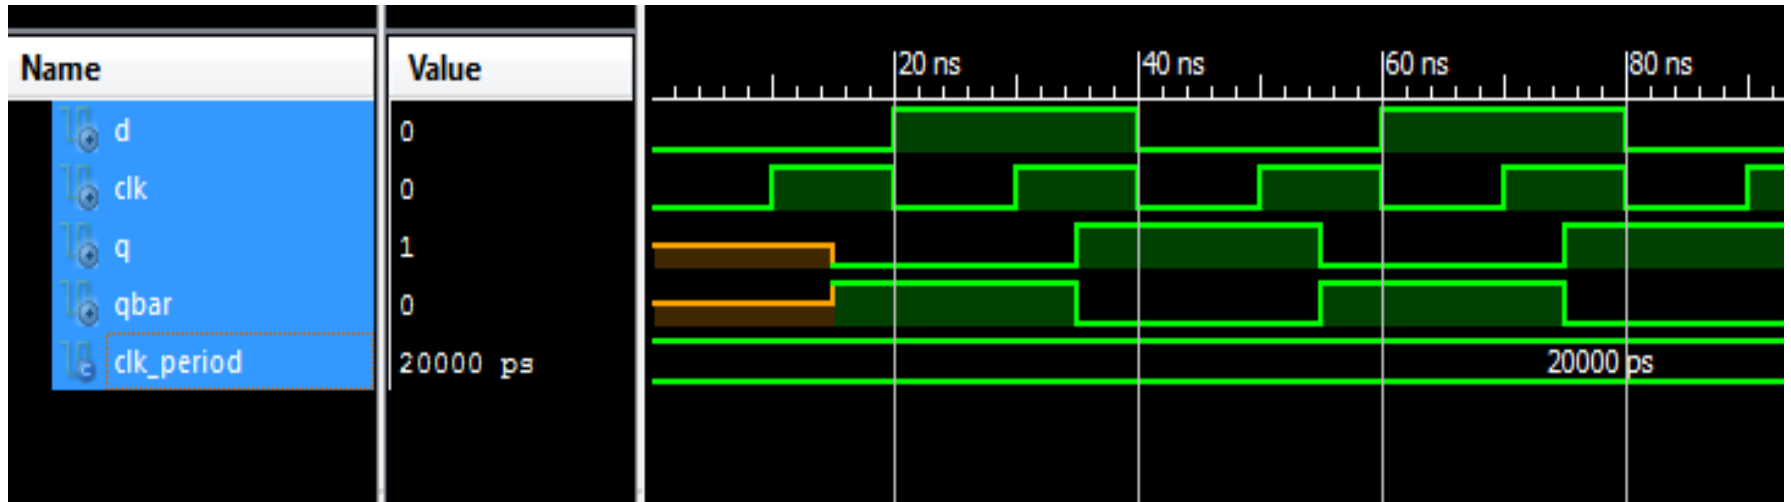 Name Value 20 ns 40 ns 60 ns 80 ns
d 0
clk 0
q 1
qbar 0
clk_period 20000 ps 20000 ps